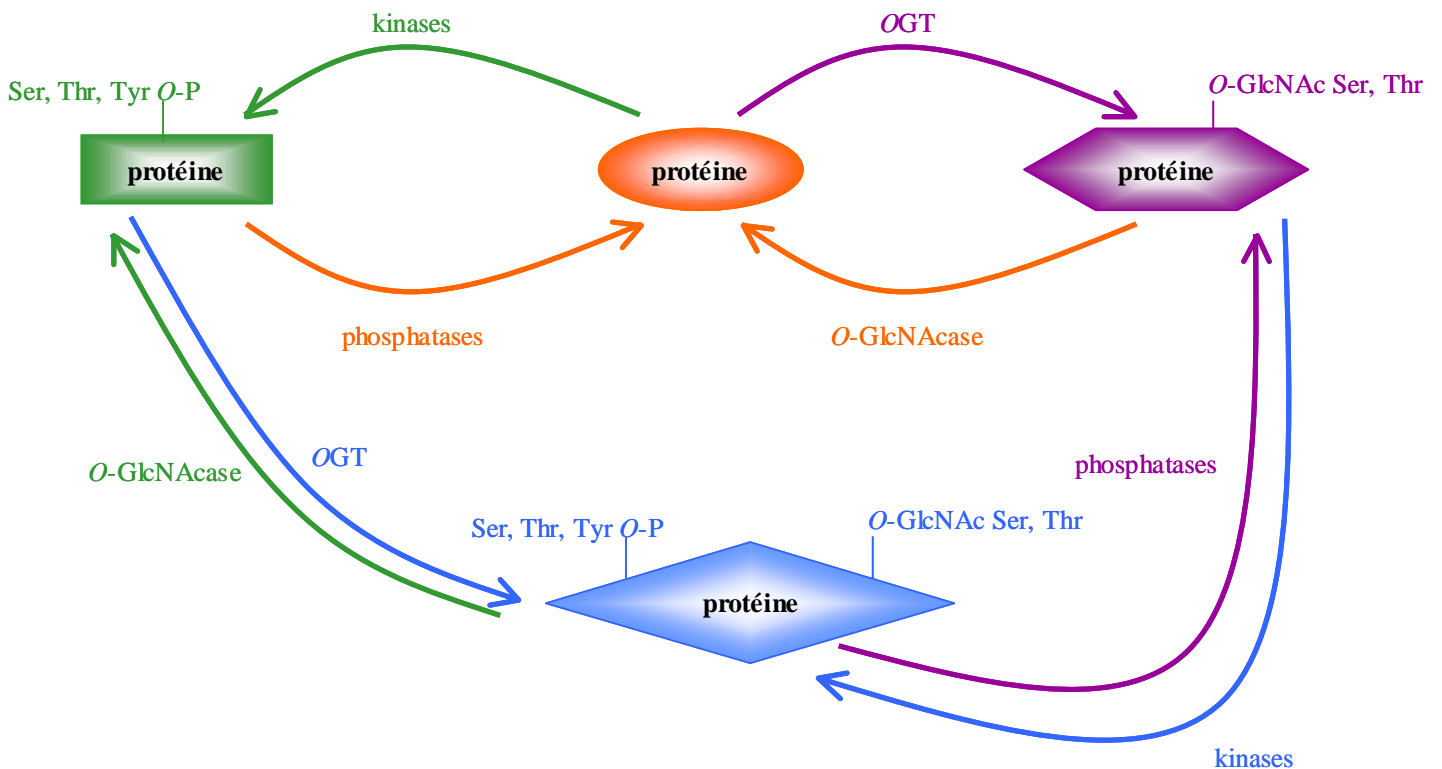 kinases
OGT
Ser, Thr, Tyr O-P
O-GlcNAc Ser, Thr
protéine
protéine
protéine
phosphatases
O-GlcNAcase
O-GlcNAcase
OGT
phosphatases
Ser, Thr, Tyr O-P
O-GlcNAc Ser, Thr
protéine
kinases